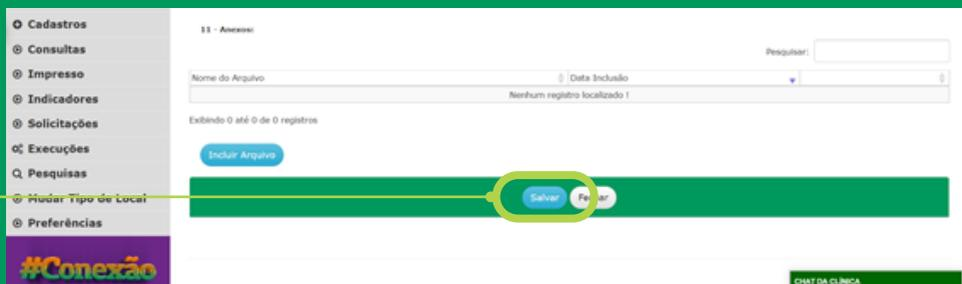 Cadastros
Consultas
Impresso
Indicadores
Solicitações
Execuções
Pesquisas
Mudar Tipo de Local
Preferências
#Conexão
11 - Anexos:
Pesquisar:
Nome do Arquivo Data Inclusão
Nenhum registro localizado !
Exibindo 0 até 0 de 0 registros
Incluir Arquivo
Salvar Fechar
CHAT DA CLÍNICA